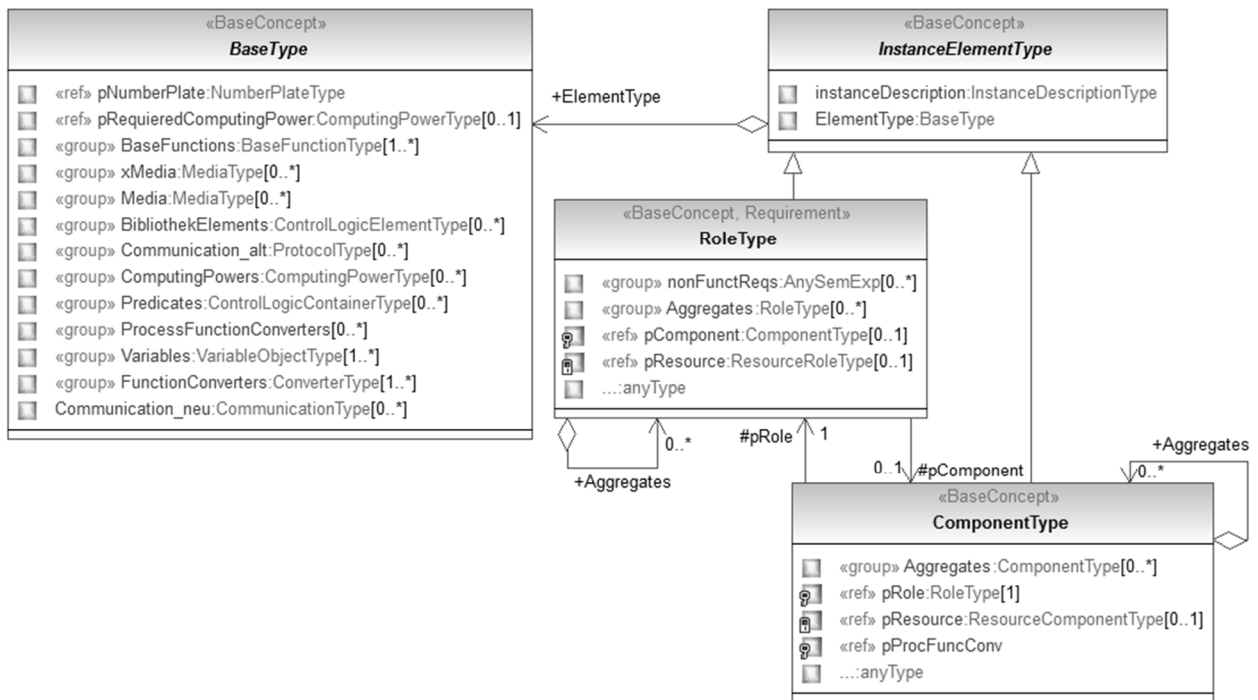 «BaseConcept»
BaseType
«ref» pNumberPlate:NumberPlateType
«ref» pRequieredComputingPower:ComputingPowerType[0..1]
«group» BaseFunctions:BaseFunctionType[1..*]
«group» xMedia:MediaType[0..*]
«group» Media:MediaType[0..*]
«group» BibliothekElements:ControlLogicElementType[0..*]
«group» Communication_alt:ProtocolType[0..*]
«group» ComputingPowers:ComputingPowerType[0..*]
«group» Predicates:ControlLogicContainerType[0..*]
«group» ProcessFunctionConverters[0..*]
«group» Variables:VariableObjectType[1..*]
«group» FunctionConverters:ConverterType[1..*]
Communication_neu:CommunicationType[0..*]
+ElementType
«BaseConcept»
InstanceElementType
instanceDescription:InstanceDescriptionType
ElementType:BaseType
«BaseConcept, Requirement»
RoleType
«group» nonFunctReqs:AnySemExp[0..*]
«group» Aggregates:RoleType[0..*]
«ref» pComponent:ComponentType[0..1]
«ref» pResource:ResourceRoleType[0..1]
...:anyType
0..*
+Aggregates
#pRole
1
0..1
#pComponent
+Aggregates
0..*
«BaseConcept»
ComponentType
«group» Aggregates:ComponentType[0..*]
«ref» pRole:RoleType[1]
«ref» pResource:ResourceComponentType[0..1]
«ref» pProcFuncConv
...:anyType